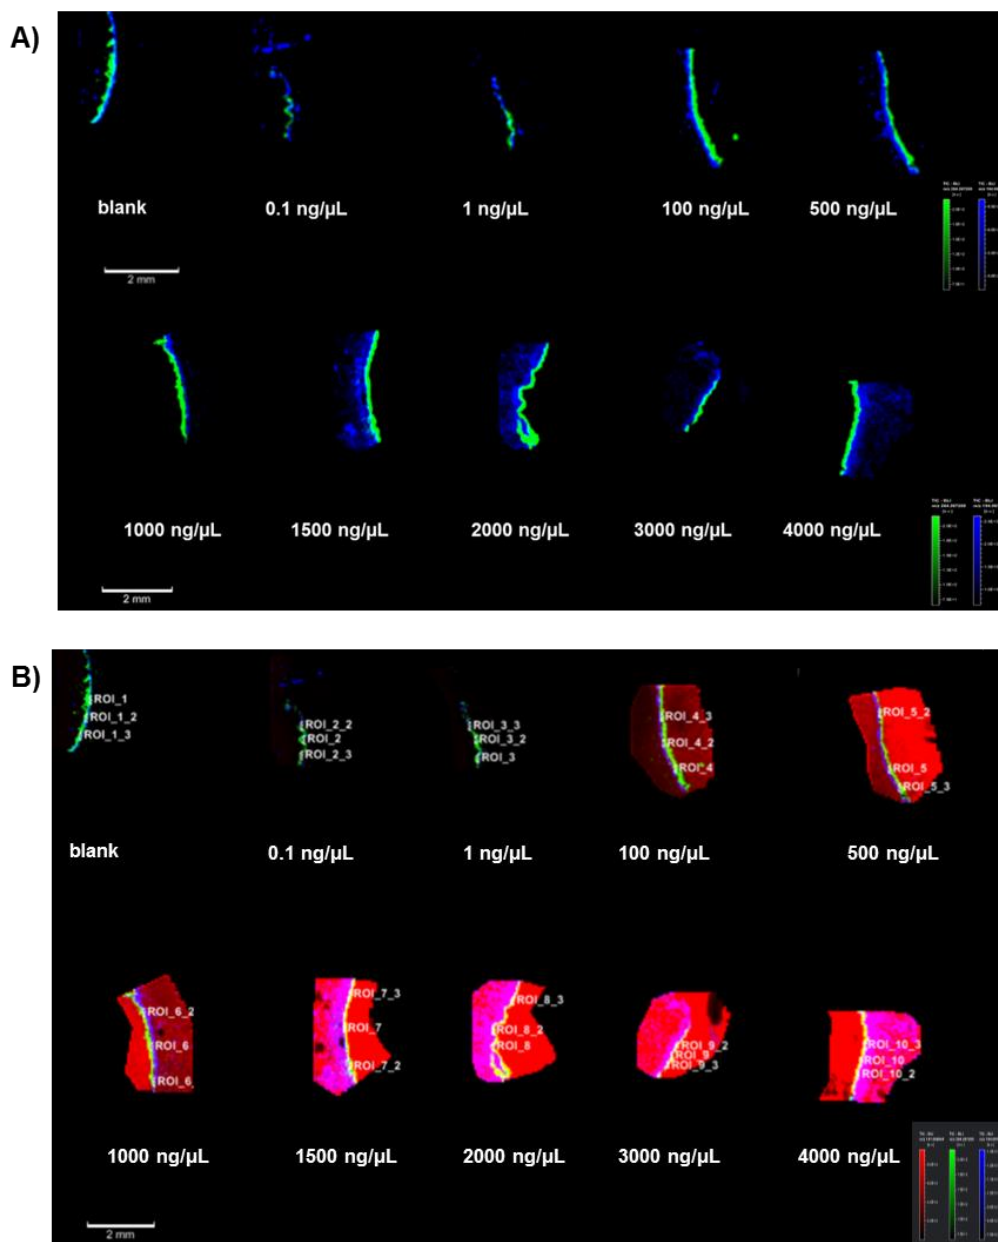 A)
blank
0.1 ng/µL
1 ng/µL
100 ng/µL
500 ng/µL
2 mm
1000 ng/µL
1500 ng/µL
2000 ng/µL
3000 ng/µL
4000 ng/µL
2 mm
B)
ROI_1
ROI_1_2
ROI_1_3
ROI_2_2
ROI_2
ROI_2_3
ROI_3_3
ROI_3_2
ROI_3
ROI_4_3
ROI_4_2
ROI_4
ROI_5_2
ROI_5
ROI_5_3
blank
0.1 ng/µL
1 ng/µL
100 ng/µL
500 ng/µL
ROI_6_2
ROI_6
ROI_6_
ROI_7_3
ROI_7
ROI_7_2
ROI_8_3
ROI_8_2
ROI_8
ROI_9_2
ROI_9
ROI_9_3
ROI_10_3
ROI_10
ROI_10_2
1000 ng/µL
1500 ng/µL
2000 ng/µL
3000 ng/µL
4000 ng/µL
2 mm